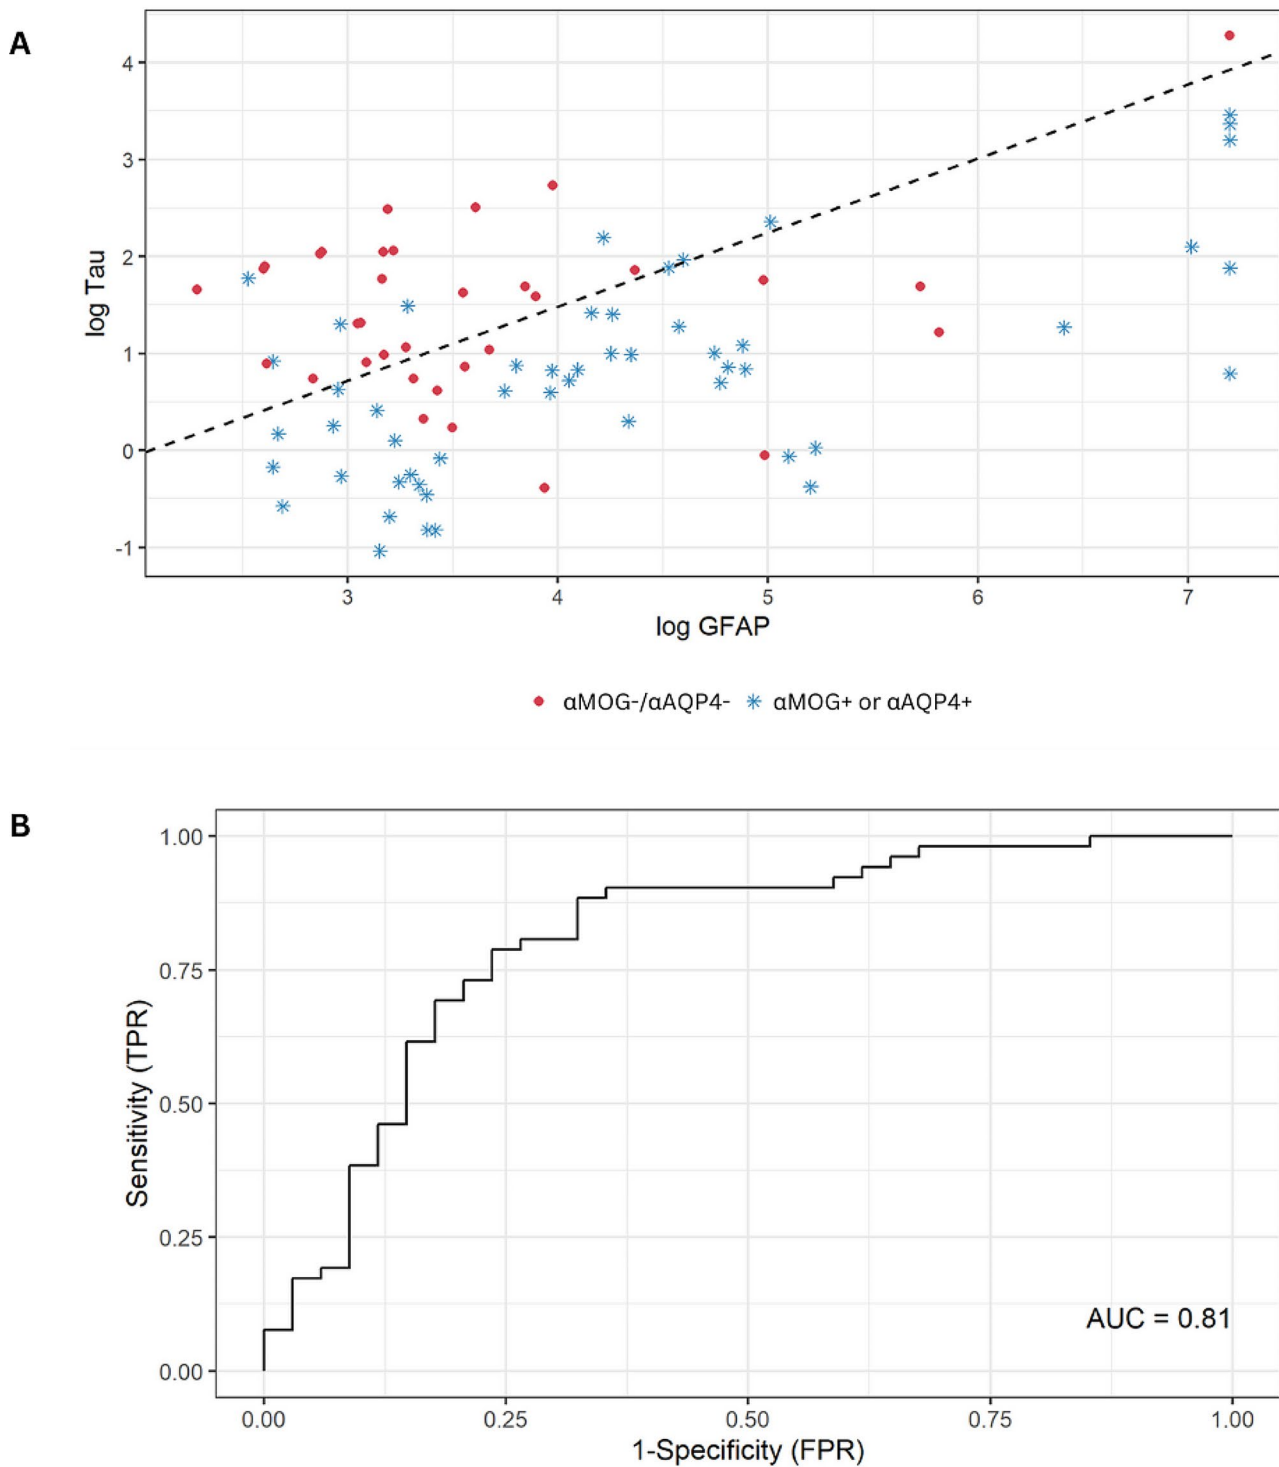 A
4
3
2
1
0
-1
log Tau
3 4 5 6 7
log GFAP
αMOG-/αAQP4- αMOG+ or αAQP4+
B
1.00
0.75
0.50
0.25
0.00
Sensitivity (TPR)
AUC = 0.81
0.00 0.25 0.50 0.75 1.00
1-Specificity (FPR)